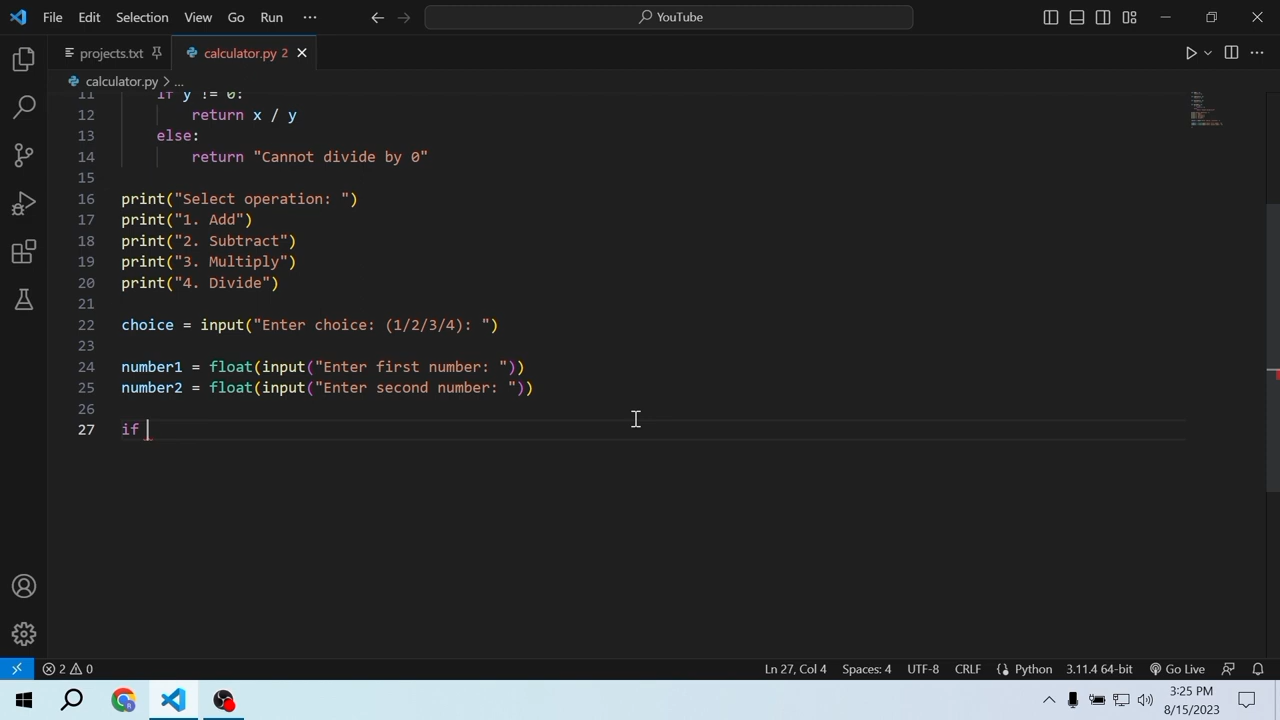 File Edit Selection View Go Run ··· YouTube
projects.txt calculator.py 2
calculator.py > ...
11 if y != 0:
12 return x / y
13 else:
14 return "Cannot divide by 0"
15
16 print("Select operation: ")
17 print("1. Add")
18 print("2. Subtract")
19 print("3. Multiply")
20 print("4. Divide")
21
22 choice = input("Enter choice: (1/2/3/4): ")
23
24 number1 = float(input("Enter first number: "))
25 number2 = float(input("Enter second number: "))
26
27 if
2 0 Ln 27, Col 4 Spaces: 4 UTF-8 CRLF Python 3.11.4 64-bit Go Live
3:25 PM
8/15/2023